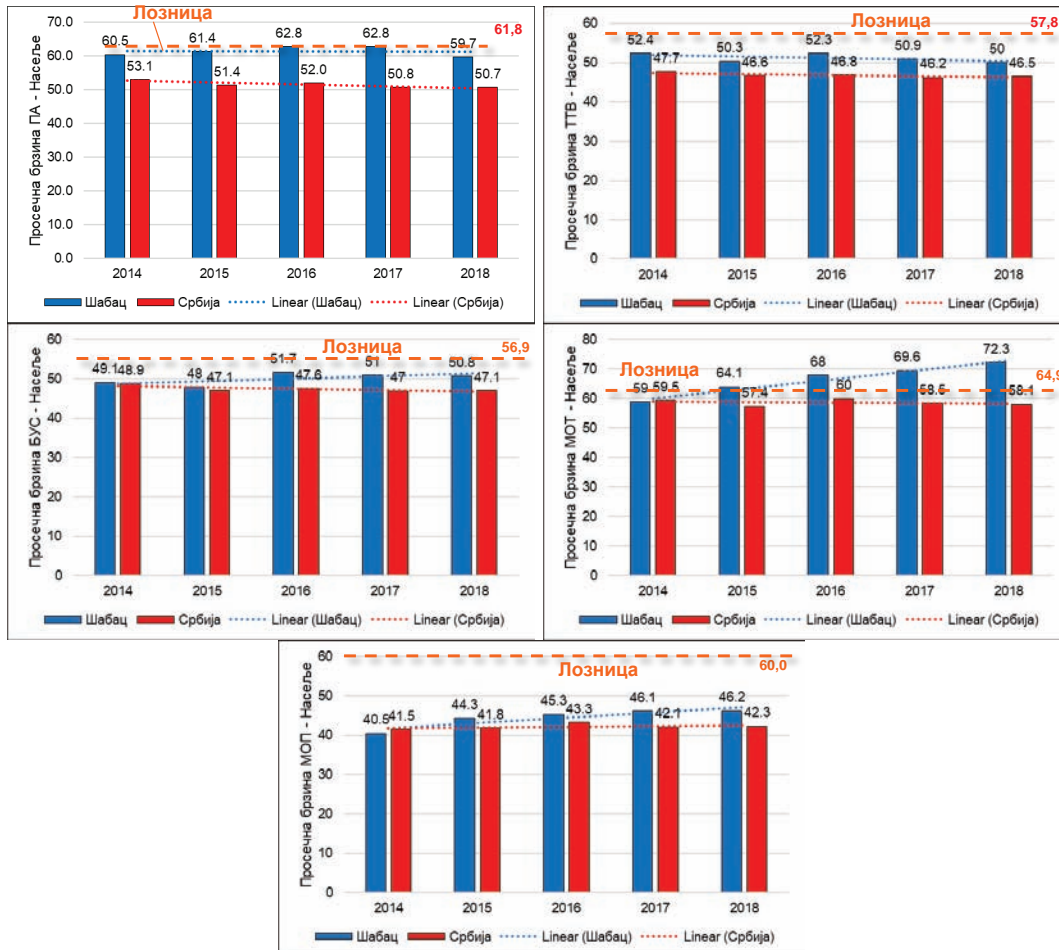 Лозница
61,8
Просечна брзина ПА - Насеље
70.0
60.0
50.0
40.0
30.0
20.0
10.0
0.0
60.5 61.4 62.8 62.8 59.7
53.1 51.4 52.0 50.8 50.7
2014 2015 2016 2017 2018
Шабац Србија Linear (Шабац) Linear (Србија)
Лозница
57,8
Просечна брзина ТТВ - Насеље
60
50
40
30
20
10
0
52.4 50.3 52.3 50.9 50
47.7 46.6 46.8 46.2 46.5
2014 2015 2016 2017 2018
Шабац Србија Linear (Шабац) Linear (Србија)
Лозница
56,9
Просечна брзина БУС - Насеље
60
50
40
30
20
10
0
49.1 48 51.7 51 50.8
48.9 47.1 47.6 47 47.1
2014 2015 2016 2017 2018
Шабац Србија Linear (Шабац) Linear (Србија)
Лозница
64,9
Просечна брзина МОТ - Насеље
80
70
60
50
40
30
20
10
0
59 64.1 68 69.6 72.3
59.5 57.4 60 58.5 58.1
2014 2015 2016 2017 2018
Шабац Србија Linear (Шабац) Linear (Србија)
Лозница
60,0
Просечна брзина МОП - Насеље
60
50
40
30
20
10
0
40.5 44.3 45.3 46.1 46.2
41.5 41.8 43.3 42.1 42.3
2014 2015 2016 2017 2018
Шабац Србија Linear (Шабац) Linear (Србија)